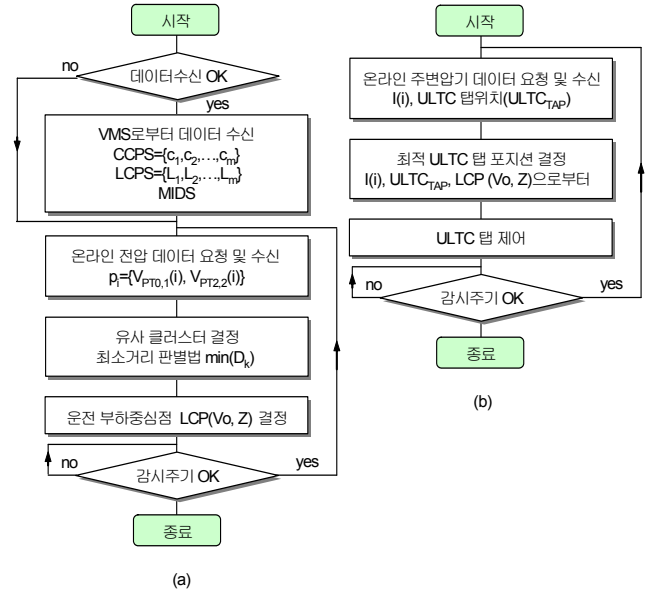 시작
데이터수신 OK
no
yes
VMS로부터 데이터 수신
CCPS={c₁,c₂,…,cₘ}
LCPS={L₁,L₂,…,Lₘ}
MIDS
온라인 전압 데이터 요청 및 수신
pᵢ={V_PT0,1(i), V_PT2,2(i)}
유사 클러스터 결정
최소거리 판별법 min(Dₖ)
운전 부하중심점 LCP(Vo, Z) 결정
no
감시주기 OK
yes
종료
(a)
시작
온라인 주변압기 데이터 요청 및 수신
I(i), ULTC 탭위치(ULTC_TAP)
최적 ULTC 탭 포지션 결정
I(i), ULTC_TAP, LCP (Vo, Z)으로부터
ULTC 탭 제어
no
감시주기 OK
yes
종료
(b)